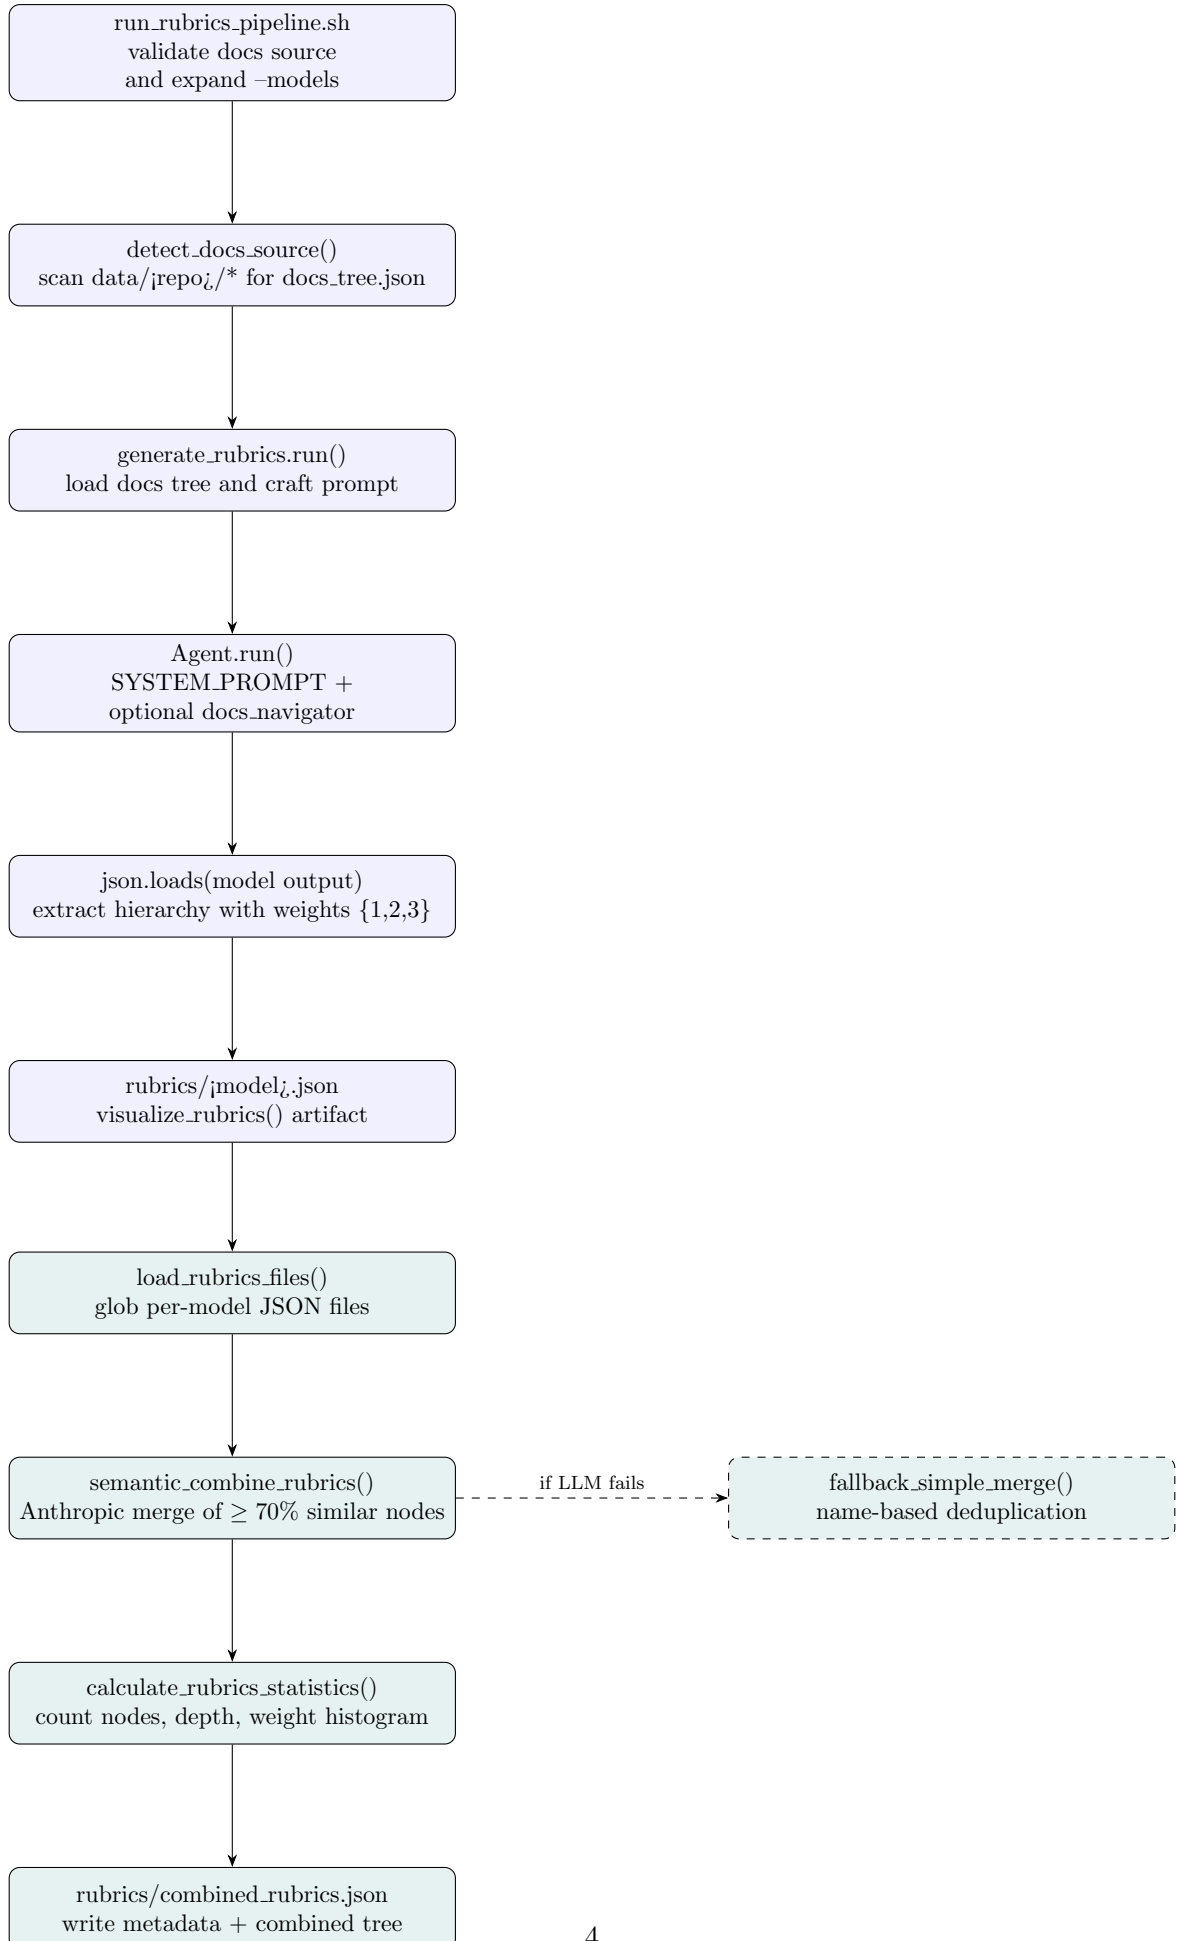 run_rubrics_pipeline.sh
validate docs source
and expand –models
detect_docs_source()
scan data/¡repo¿/* for docs_tree.json
generate_rubrics.run()
load docs tree and craft prompt
Agent.run()
SYSTEM_PROMPT +
optional docs_navigator
json.loads(model output)
extract hierarchy with weights {1,2,3}
rubrics/¡model¿.json
visualize_rubrics() artifact
load_rubrics_files()
glob per-model JSON files
semantic_combine_rubrics()
Anthropic merge of ≥ 70% similar nodes
if LLM fails
fallback_simple_merge()
name-based deduplication
calculate_rubrics_statistics()
count nodes, depth, weight histogram
rubrics/combined_rubrics.json
write metadata + combined tree
4